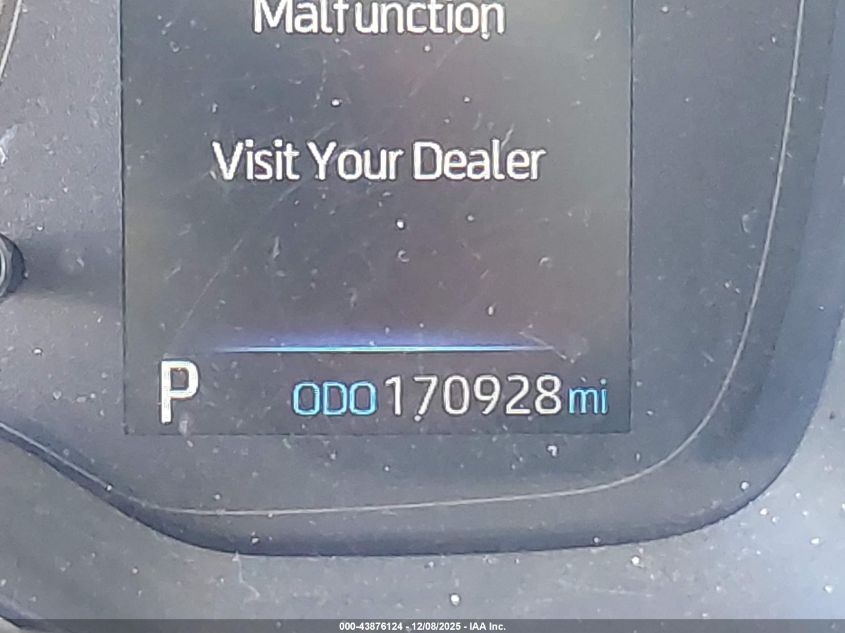 Malfunction
Visit Your Dealer
P ODO 170928 mi
000-43876124 - 12/08/2025 - IAA Inc.